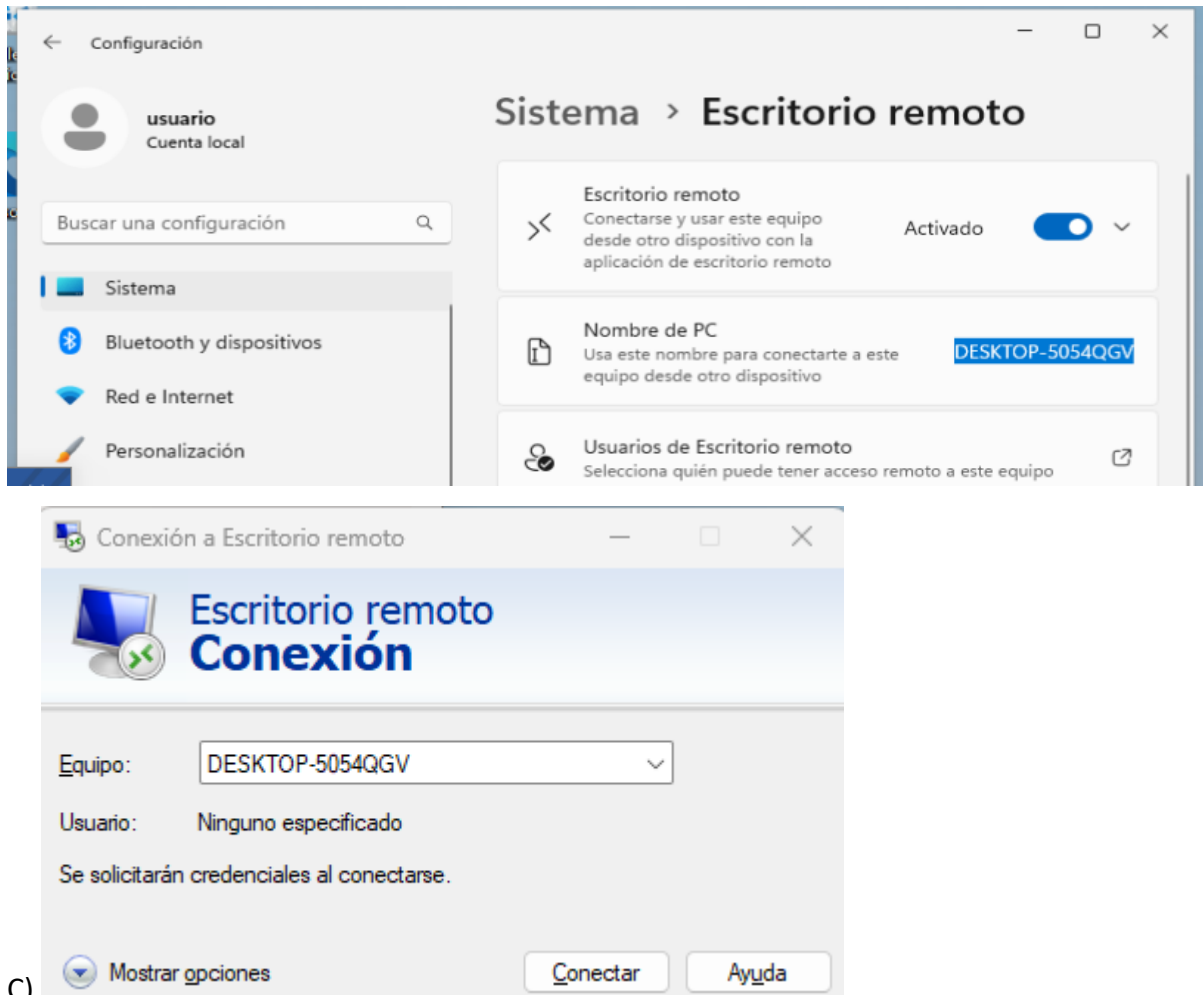 Configuración
usuario
Cuenta local
Buscar una configuración
Sistema
Bluetooth y dispositivos
Red e Internet
Personalización
Sistema > Escritorio remoto
Escritorio remoto
Conectarse y usar este equipo
desde otro dispositivo con la
aplicación de escritorio remoto
Activado
Nombre de PC
Usa este nombre para conectarte a este
equipo desde otro dispositivo
DESKTOP-5054QGV
Usuarios de Escritorio remoto
Selecciona quién puede tener acceso remoto a este equipo
Conexión a Escritorio remoto
Escritorio remoto
Conexión
Equipo: DESKTOP-5054QGV
Usuario: Ninguno especificado
Se solicitarán credenciales al conectarse.
C) Mostrar opciones Conectar Ayuda